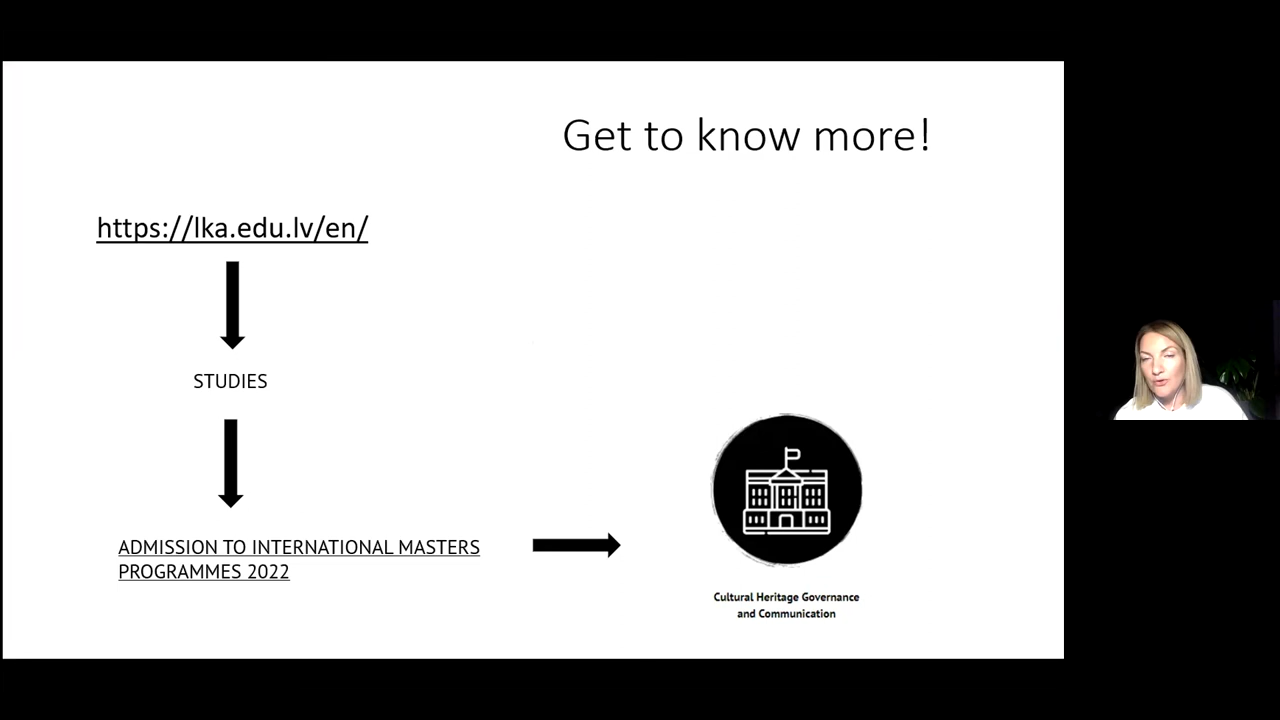 Get to know more!
https://lka.edu.lv/en/
STUDIES
ADMISSION TO INTERNATIONAL MASTERS
PROGRAMMES 2022
Cultural Heritage Governance
and Communication